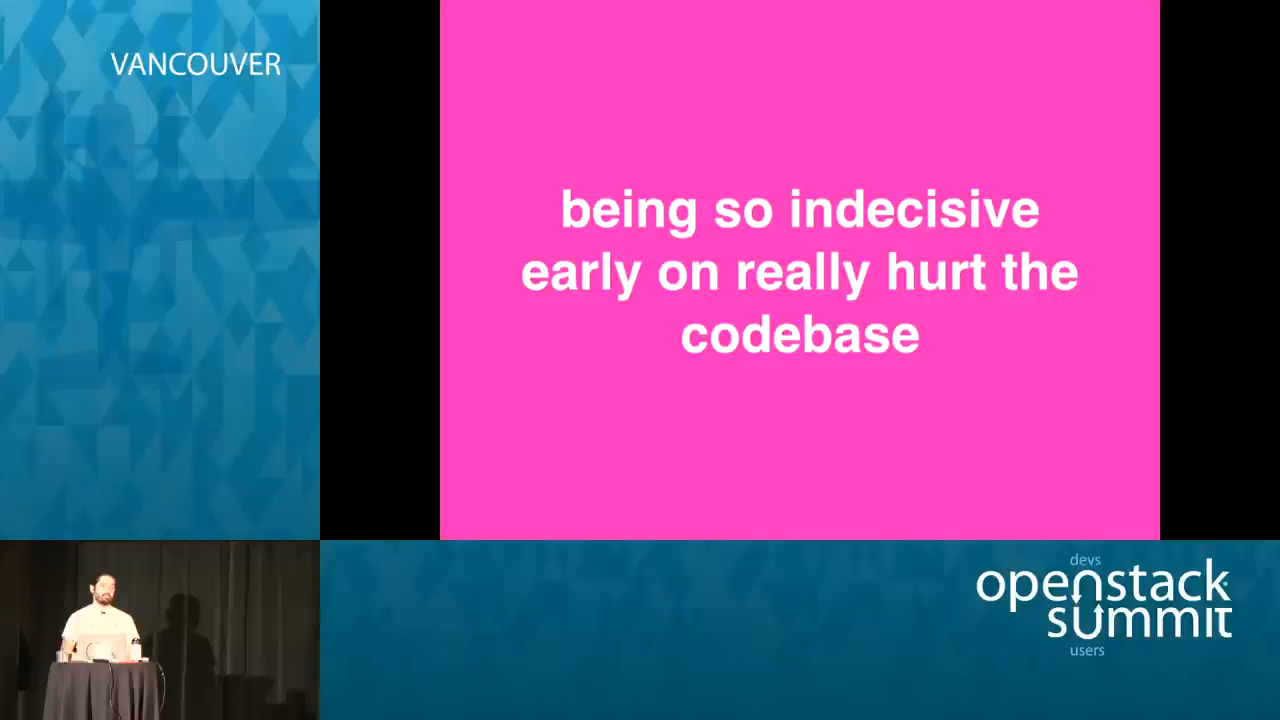 VANCOUVER
being so indecisive
early on really hurt the
codebase
devs
openstack
summit
users